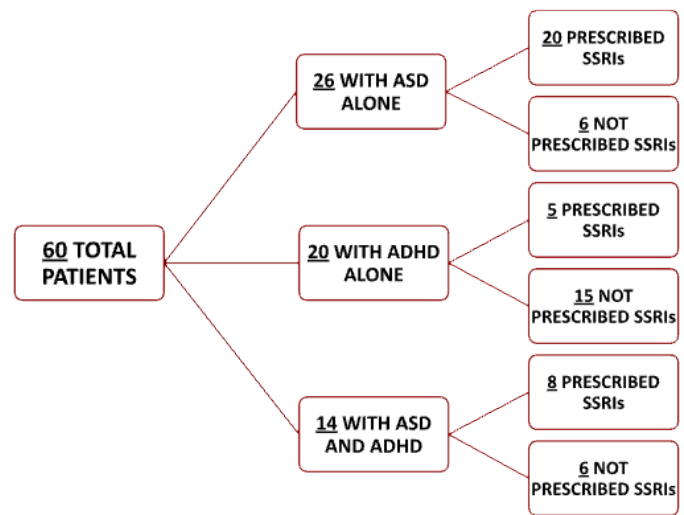 60 TOTAL
PATIENTS
26 WITH ASD
ALONE
20 PRESCRIBED
SSRIs
6 NOT
PRESCRIBED SSRIs
20 WITH ADHD
ALONE
5 PRESCRIBED
SSRIs
15 NOT
PRESCRIBED SSRIs
14 WITH ASD
AND ADHD
8 PRESCRIBED
SSRIs
6 NOT
PRESCRIBED SSRIs